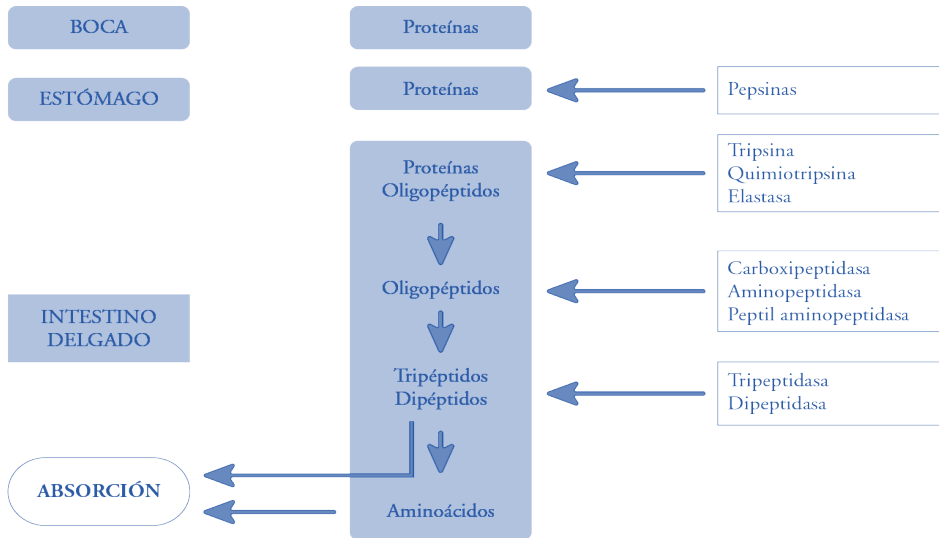 BOCA
Proteínas
ESTÓMAGO
Proteínas
Pepsinas
Proteínas
Oligopéptidos
Tripsina
Quimiotripsina
Elastasa
Oligopéptidos
Carboxipeptidasa
Aminopeptidasa
Peptil aminopeptidasa
INTESTINO
DELGADO
Tripéptidos
Dipéptidos
Tripeptidasa
Dipeptidasa
ABSORCIÓN
Aminoácidos